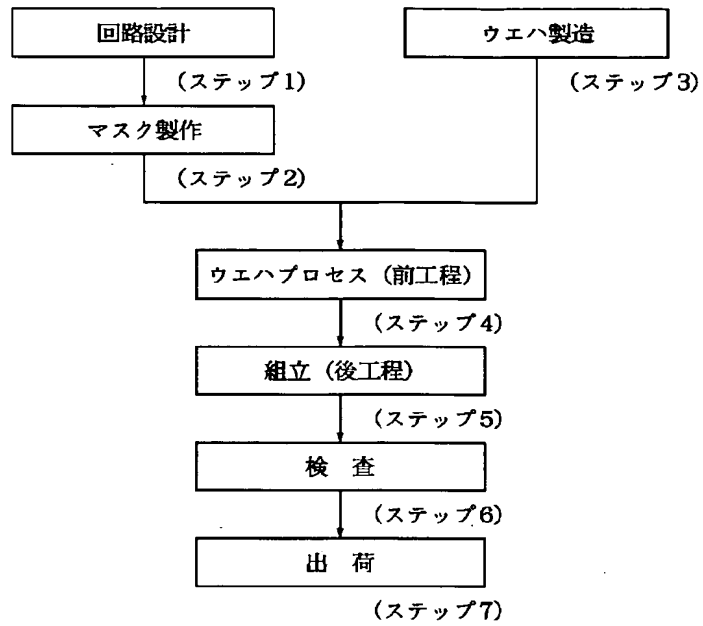 回路設計
ウエハ製造
(ステップ1)
(ステップ3)
マスク製作
(ステップ2)
ウエハプロセス (前工程)
(ステップ4)
組立 (後工程)
(ステップ5)
検 査
(ステップ6)
出 荷
(ステップ7)